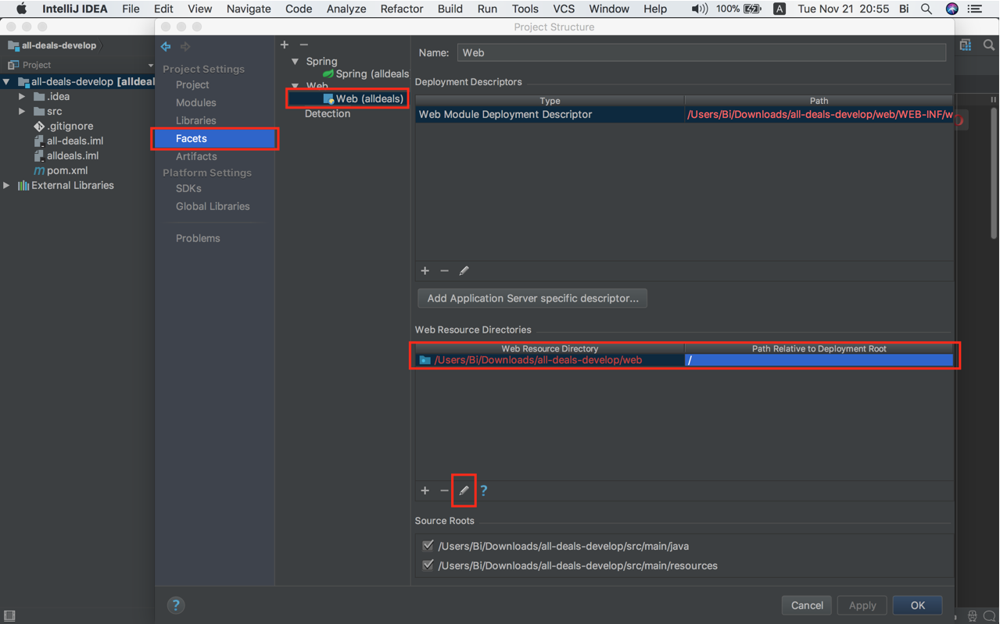 IntelliJ IDEA File Edit View Navigate Code Analyze Refactor Build Run Tools VCS Window Help 100% A Tue Nov 21 20:55 Bi
Project Structure
all-deals-develop
Project
all-deals-develop [alldeal
.idea
src
.gitignore
all-deals.iml
alldeals.iml
pom.xml
External Libraries
Project Settings
Project
Modules
Libraries
Facets
Artifacts
Platform Settings
SDKs
Global Libraries
Problems
Spring
Spring (alldeals
Web
Web (alldeals)
Detection
Name: Web
Deployment Descriptors
Type Path
Web Module Deployment Descriptor /Users/Bi/Downloads/all-deals-develop/web/WEB-INF/w
Add Application Server specific descriptor...
Web Resource Directories
Web Resource Directory Path Relative to Deployment Root
/Users/Bi/Downloads/all-deals-develop/web /
Source Roots
/Users/Bi/Downloads/all-deals-develop/src/main/java
/Users/Bi/Downloads/all-deals-develop/src/main/resources
? Cancel Apply OK